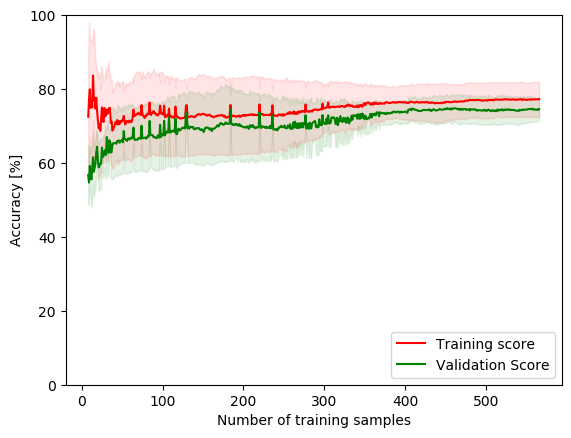 100
80
60
40
20
0
Accuracy [%]
0 100 200 300 400 500
Number of training samples
Training score
Validation Score